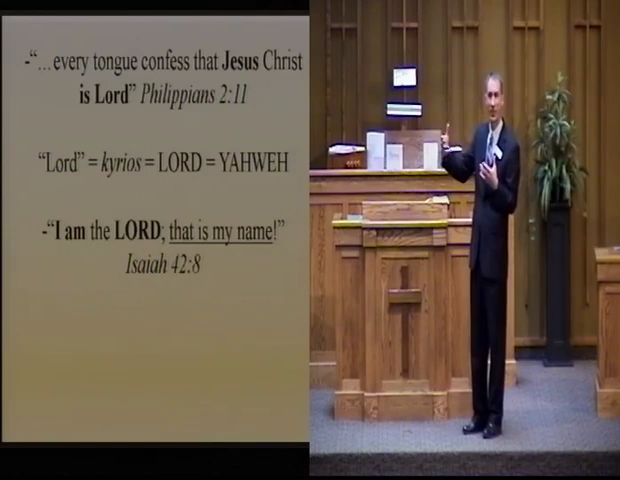 -“…every tongue confess that Jesus Christ
is Lord” Philippians 2:11
“Lord” = kyrios = LORD = YAHWEH
-“I am the LORD; that is my name!”
Isaiah 42:8